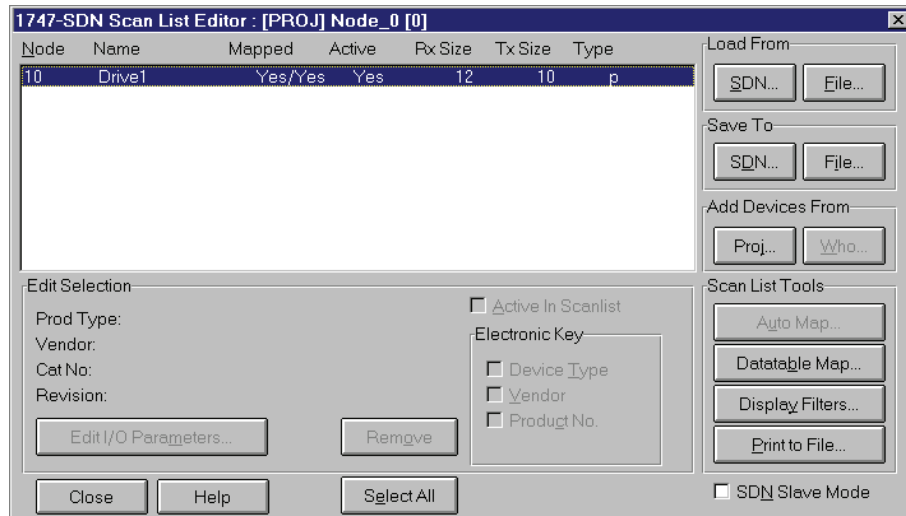 1747-SDN Scan List Editor : [PROJ] Node_0 [0]
Node Name Mapped Active Rx Size Tx Size Type
10 Drive1 Yes/Yes Yes 12 10 p
Load From
SDN... File...
Save To
SDN... File...
Add Devices From
Proj... Who...
Edit Selection
Prod Type:
Vendor:
Cat No:
Revision:
Edit I/O Parameters... Remove
Active In Scanlist
Electronic Key
Device Type
Vendor
Product No.
Scan List Tools
Auto Map...
Datatable Map...
Display Filters...
Print to File...
Close Help Select All
SDN Slave Mode